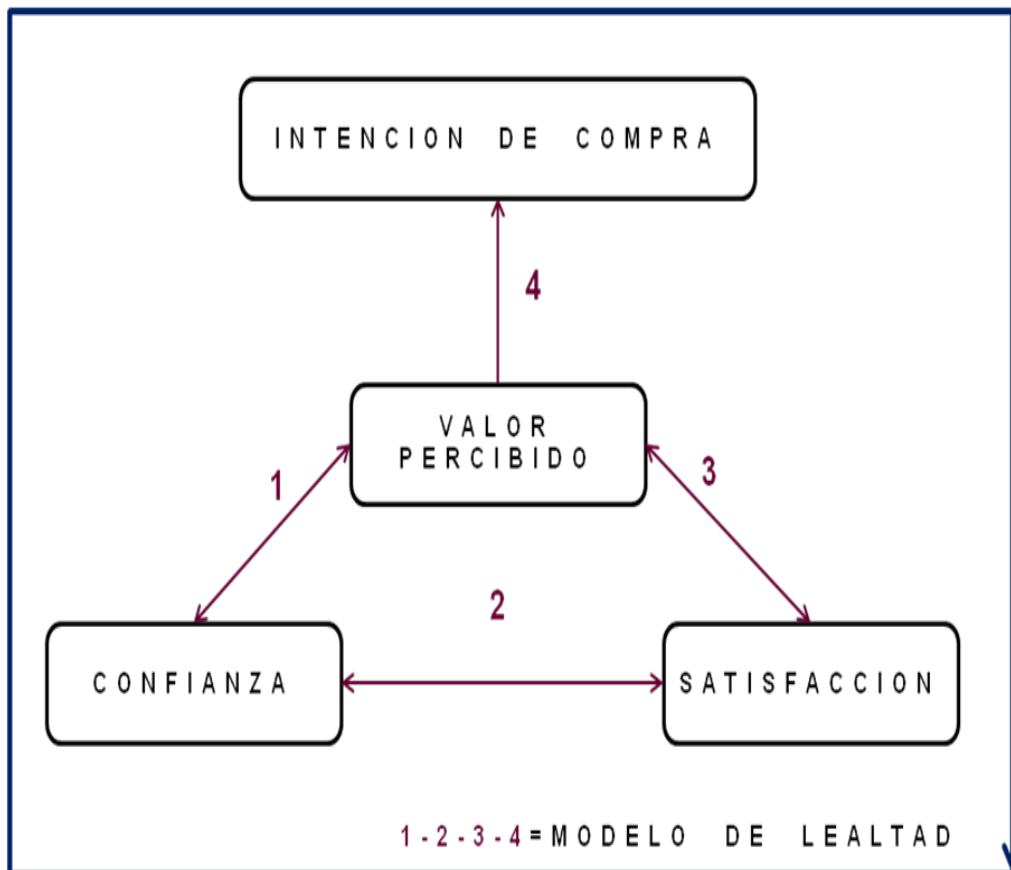 INTENCION DE COMPRA
4
VALOR
PERCIBIDO
1
3
2
CONFIANZA
SATISFACCION
1-2-3-4=MODELO DE LEALTAD